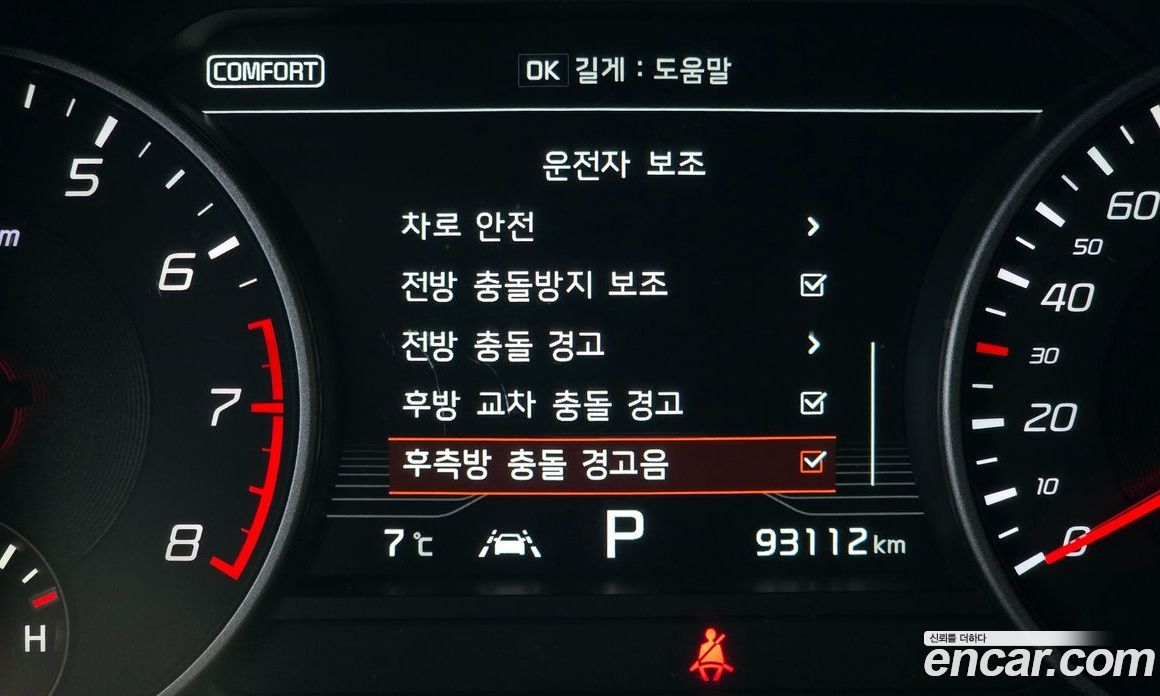 COMFORT
OK 길게 : 도움말
운전자 보조
차로 안전
전방 충돌방지 보조
전방 충돌 경고
후방 교차 충돌 경고
후측방 충돌 경고음
7 ℃ P 93112 km
5
6
7
8
H
60
50
40
30
20
10
0
신뢰를 더하다
encar.com